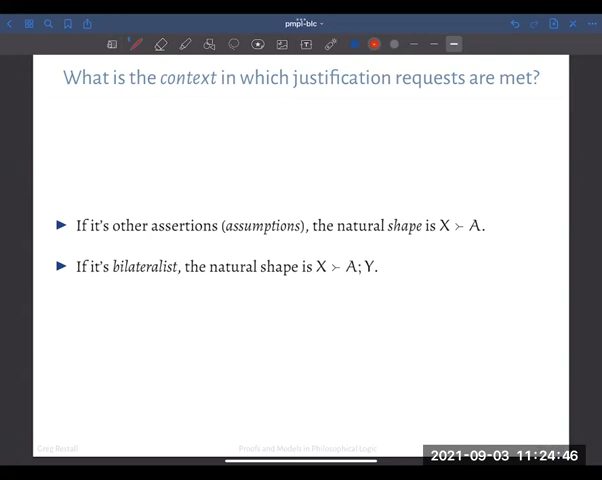 pmpl-blc
What is the context in which justification requests are met?
▶ If it's other assertions (assumptions), the natural shape is X ≻ A.
▶ If it's bilateralist, the natural shape is X ≻ A; Y.
Greg Restall
Proofs and Models in Philosophical Logic
2021-09-03 11:24:46